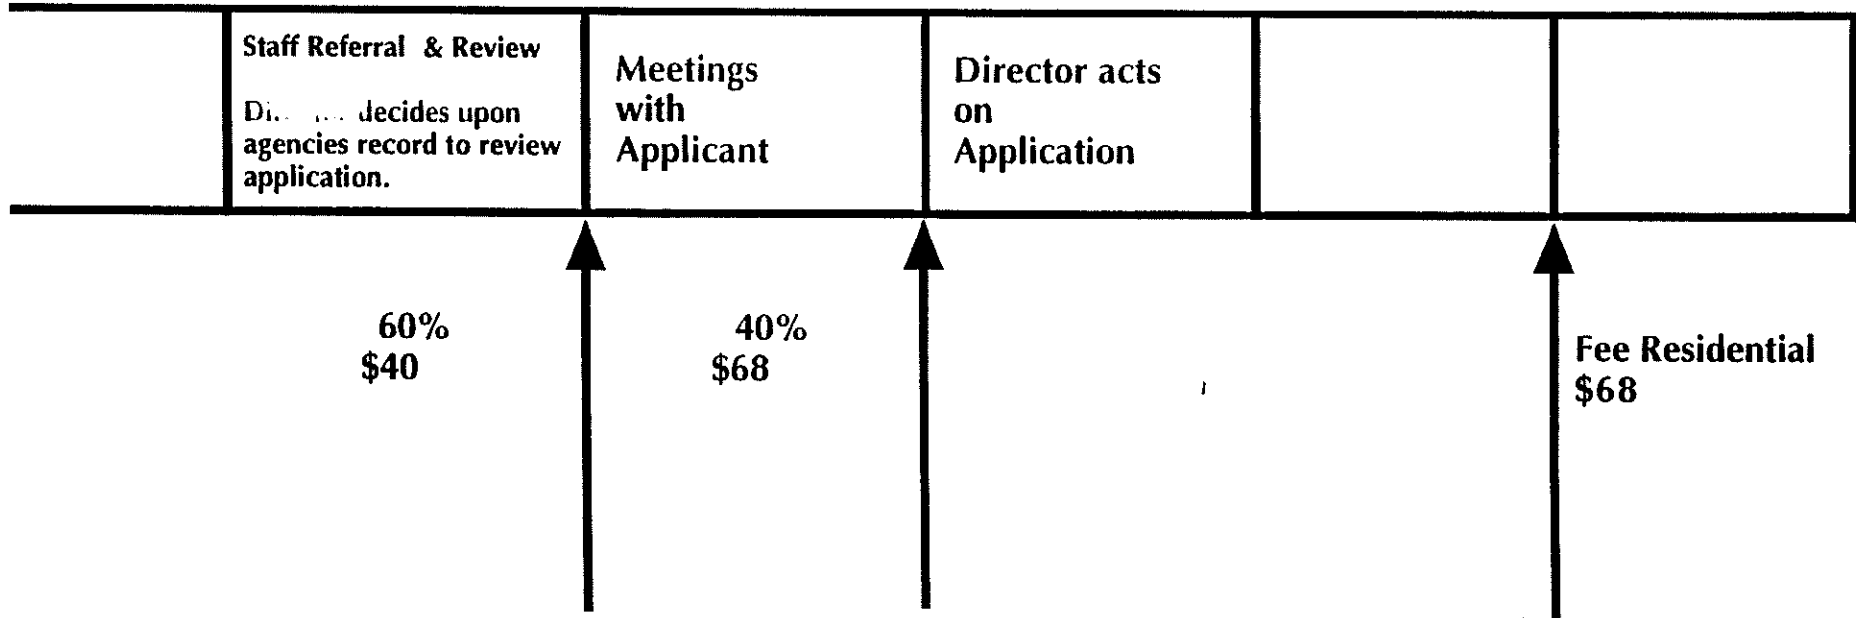 Staff Referral & Review
decides upon
agencies record to review
application.
Meetings
with
Applicant
Director acts
on
Application
60%
$40
40%
$68
Fee Residential
$68